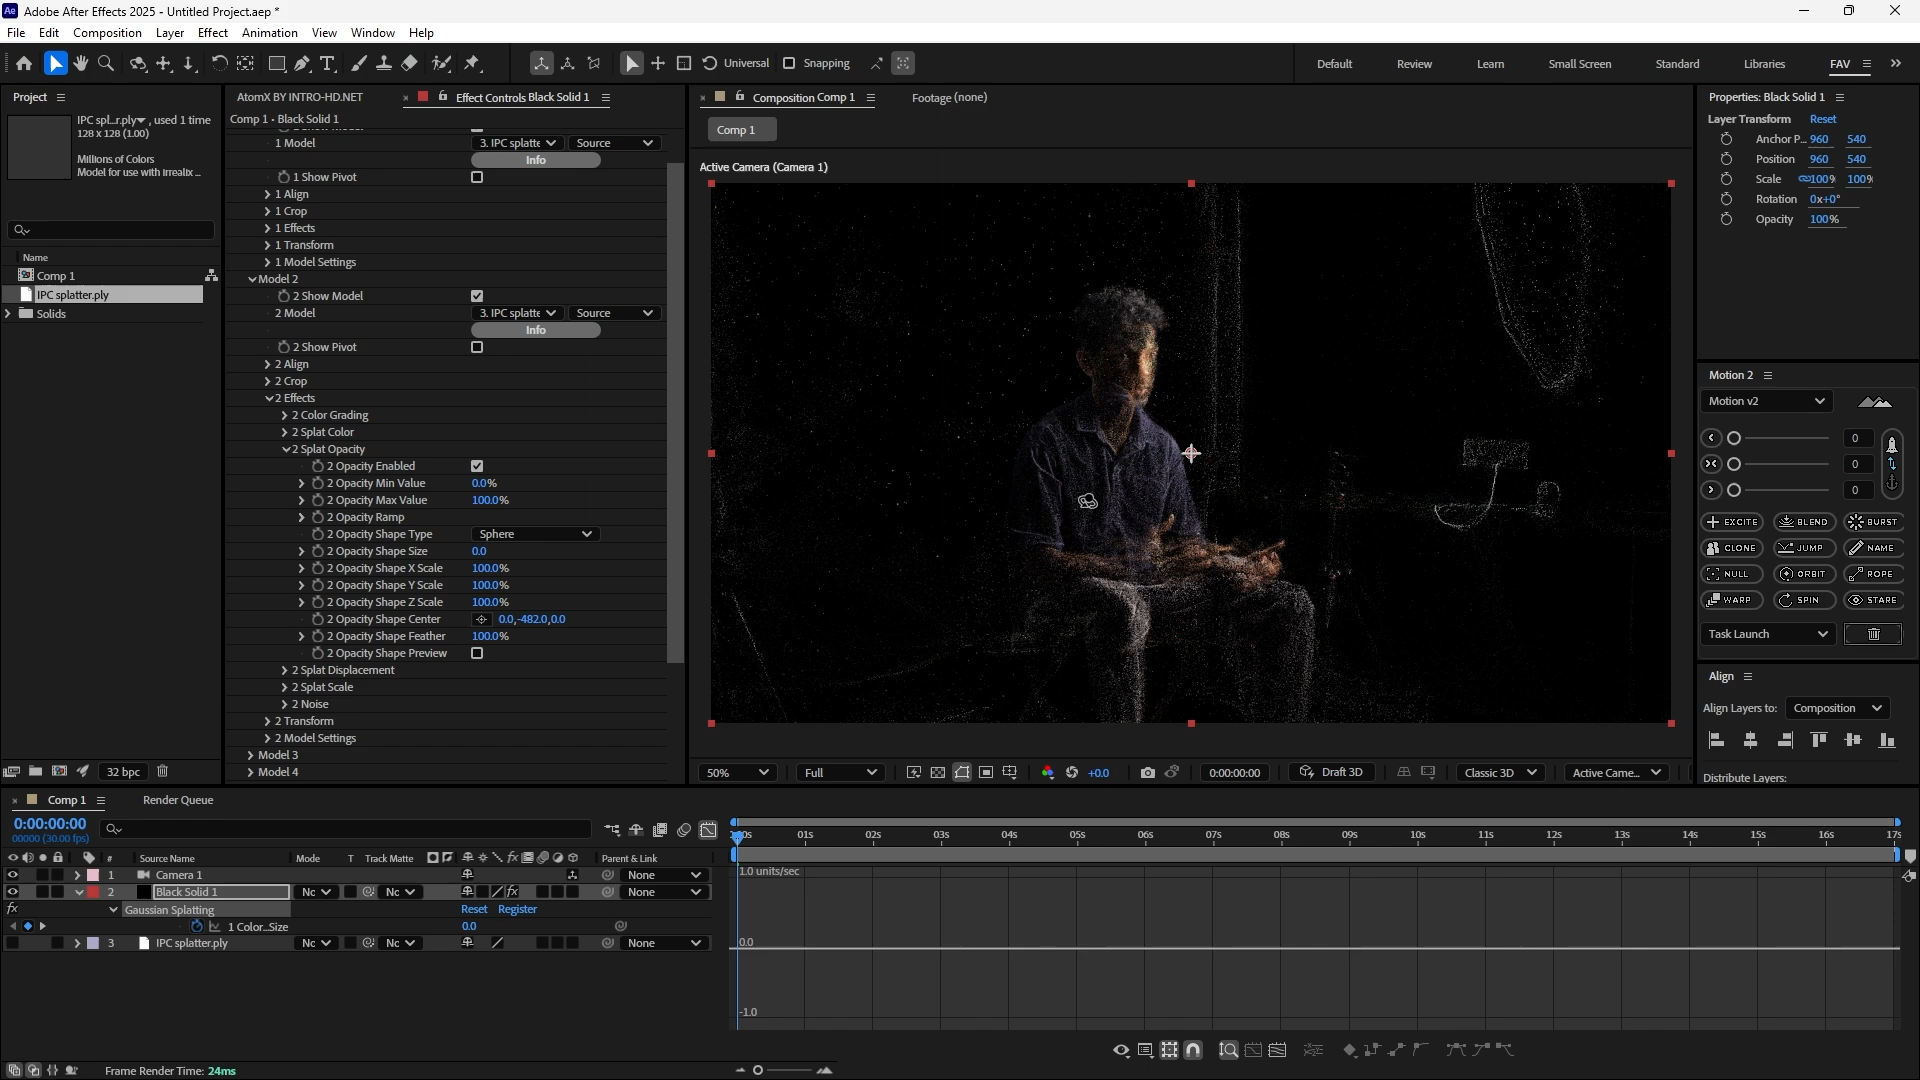 Adobe After Effects 2025 - Untitled Project.aep *
File Edit Composition Layer Effect Animation View Window Help
Universal
Snapping
Default
Review
Learn
Small Screen
Standard
Libraries
FAV
Project
IPC spl...r.ply , used 1 time
128 x 128 (1.00)
Millions of Colors
Model for use with irrealix ...
Name
Comp 1
IPC splatter.ply
Solids
32 bpc
AtomX BY INTRO-HD.NET
Effect Controls Black Solid 1
Comp 1 • Black Solid 1
1 Model 3. IPC splatte Source
Info
1 Show Pivot
1 Align
1 Crop
1 Effects
1 Transform
1 Model Settings
Model 2
2 Show Model
2 Model 3. IPC splatte Source
Info
2 Show Pivot
2 Align
2 Crop
2 Effects
2 Color Grading
2 Splat Color
2 Splat Opacity
2 Opacity Enabled
2 Opacity Min Value 0.0%
2 Opacity Max Value 100.0%
2 Opacity Ramp
2 Opacity Shape Type Sphere
2 Opacity Shape Size 0.0
2 Opacity Shape X Scale 100.0%
2 Opacity Shape Y Scale 100.0%
2 Opacity Shape Z Scale 100.0%
2 Opacity Shape Center 0.0,-482.0,0.0
2 Opacity Shape Feather 100.0%
2 Opacity Shape Preview
2 Splat Displacement
2 Splat Scale
2 Noise
2 Transform
2 Model Settings
Model 3
Model 4
Composition Comp 1
Footage (none)
Comp 1
Active Camera (Camera 1)
50%
Full
+0.0
0:00:00:00
Draft 3D
Classic 3D
Active Came...
Properties: Black Solid 1
Layer Transform Reset
Anchor P... 960 540
Position 960 540
Scale 100% 100%
Rotation 0x+0°
Opacity 100%
Motion 2
Motion v2
0
0
0
EXCITE BLEND BURST
CLONE JUMP NAME
NULL ORBIT ROPE
WARP SPIN STARE
Task Launch
Align
Align Layers to: Composition
Distribute Layers:
Comp 1
Render Queue
0:00:00:00
00000 (30.00 fps)
# Source Name Mode T Track Matte Parent & Link
1 Camera 1 None
2 Black Solid 1 Nc Nc None
fx Gaussian Splatting Reset Register
1 Color...Size 0.0
3 IPC splatter.ply Nc Nc None
01s 02s 03s 04s 05s 06s 07s 08s 09s 10s 11s 12s 13s 14s 15s 16s 17s
1.0 units/sec
0.0
-1.0
Frame Render Time: 24ms